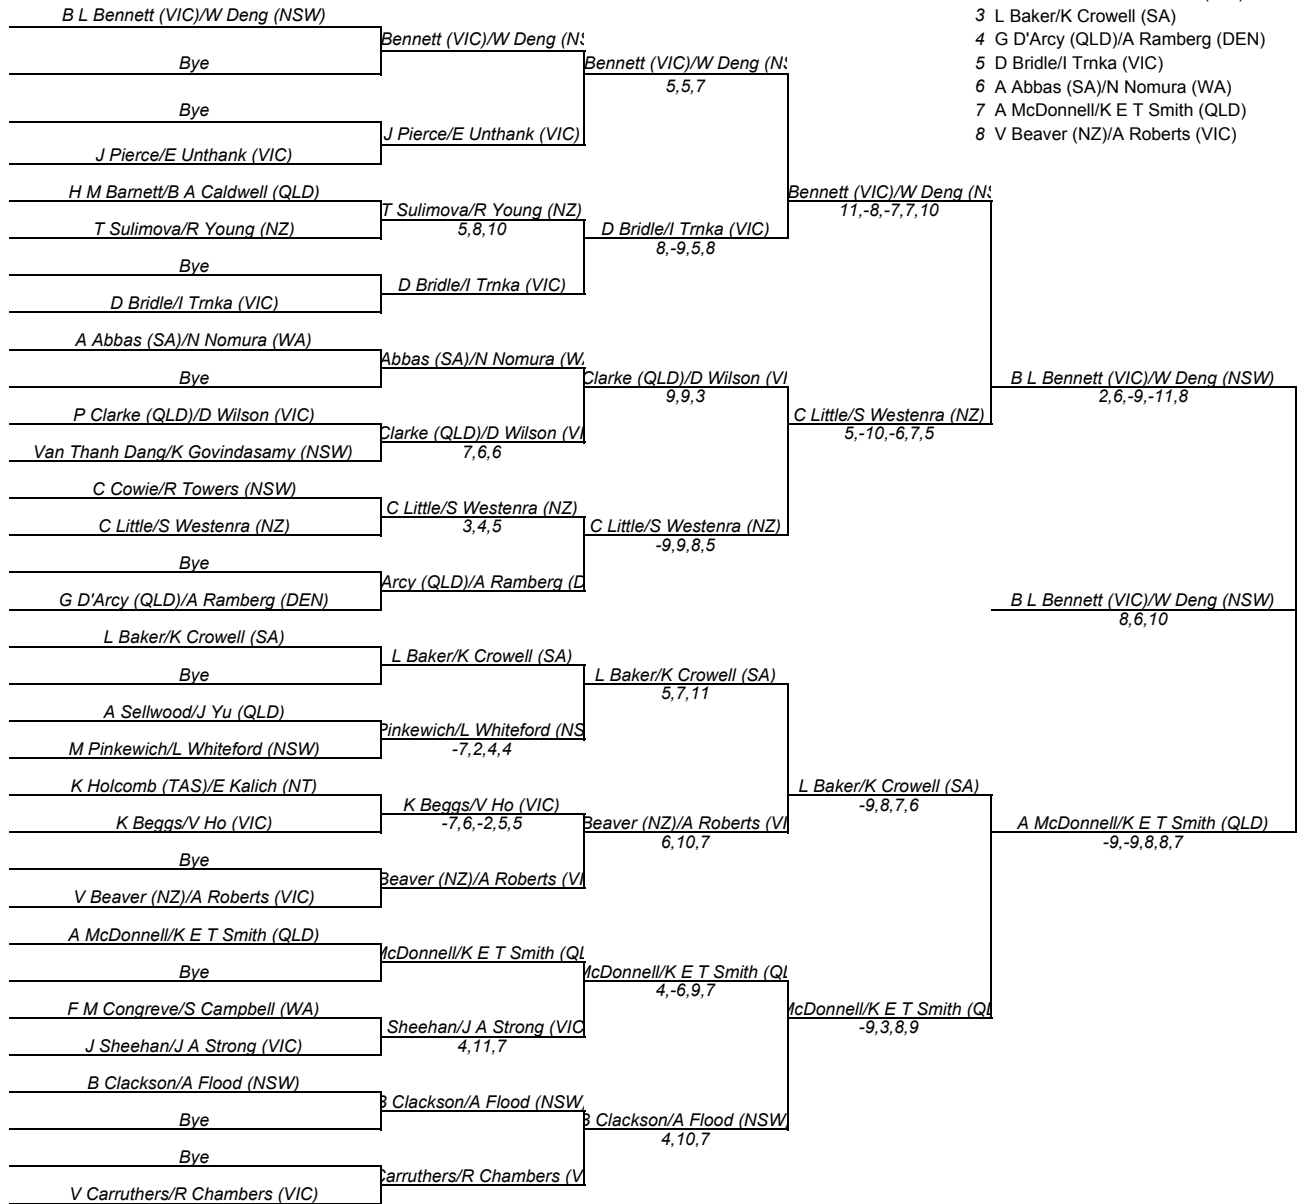 B L Bennett (VIC)/W Deng (NSW)
Bye
Bye
J Pierce/E Unthank (VIC)
H M Barnett/B A Caldwell (QLD)
T Sulimova/R Young (NZ)
Bye
D Bridle/I Trnka (VIC)
A Abbas (SA)/N Nomura (WA)
Bye
P Clarke (QLD)/D Wilson (VIC)
Van Thanh Dang/K Govindasamy (NSW)
C Cowie/R Towers (NSW)
C Little/S Westenra (NZ)
Bye
G D'Arcy (QLD)/A Ramberg (DEN)
L Baker/K Crowell (SA)
Bye
A Sellwood/J Yu (QLD)
M Pinkewich/L Whiteford (NSW)
K Holcomb (TAS)/E Kalich (NT)
K Beggs/V Ho (VIC)
Bye
V Beaver (NZ)/A Roberts (VIC)
A McDonnell/K E T Smith (QLD)
Bye
F M Congreve/S Campbell (WA)
J Sheehan/J A Strong (VIC)
B Clackson/A Flood (NSW)
Bye
Bye
V Carruthers/R Chambers (VIC)
Bennett (VIC)/W Deng (NS
J Pierce/E Unthank (VIC)
T Sulimova/R Young (NZ)
5,8,10
D Bridle/I Trnka (VIC)
Abbas (SA)/N Nomura (W
Clarke (QLD)/D Wilson (VI
7,6,6
C Little/S Westenra (NZ)
3,4,5
Arcy (QLD)/A Ramberg (D
L Baker/K Crowell (SA)
Pinkewich/L Whiteford (NS
-7,2,4,4
K Beggs/V Ho (VIC)
-7,6,-2,5,5
Beaver (NZ)/A Roberts (VI
McDonnell/K E T Smith (QL
Sheehan/J A Strong (VIC
4,11,7
B Clackson/A Flood (NSW)
Carruthers/R Chambers (V
Bennett (VIC)/W Deng (NS
5,5,7
D Bridle/I Trnka (VIC)
8,-9,5,8
Clarke (QLD)/D Wilson (VI
9,9,3
C Little/S Westenra (NZ)
-9,9,8,5
L Baker/K Crowell (SA)
5,7,11
Beaver (NZ)/A Roberts (VI
6,10,7
McDonnell/K E T Smith (QL
4,-6,9,7
B Clackson/A Flood (NSW)
4,10,7
Bennett (VIC)/W Deng (NS
11,-8,-7,7,10
C Little/S Westenra (NZ)
5,-10,-6,7,5
L Baker/K Crowell (SA)
-9,8,7,6
McDonnell/K E T Smith (QL
-9,3,8,9
B L Bennett (VIC)/W Deng (NSW)
2,6,-9,-11,8
A McDonnell/K E T Smith (QLD)
-9,-9,8,8,7
B L Bennett (VIC)/W Deng (NSW)
8,6,10
3 L Baker/K Crowell (SA)
4 G D'Arcy (QLD)/A Ramberg (DEN)
5 D Bridle/I Trnka (VIC)
6 A Abbas (SA)/N Nomura (WA)
7 A McDonnell/K E T Smith (QLD)
8 V Beaver (NZ)/A Roberts (VIC)